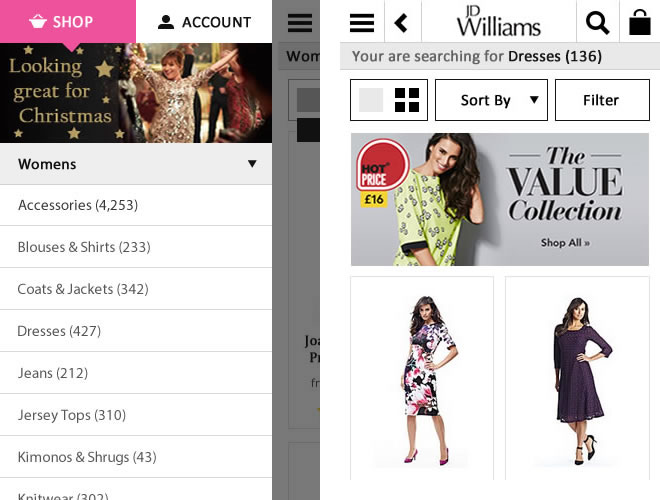 SHOP
ACCOUNT
Looking
great for
Christmas
Womens
Accessories (4,253)
Blouses & Shirts (233)
Coats & Jackets (342)
Dresses (427)
Jeans (212)
Jersey Tops (310)
Kimonos & Shrugs (43)
Knitwear (302)
Wom
Joa
Pr
fr
JD
Williams
Your are searching for Dresses (136)
Sort By
Filter
HOT
PRICE
£16
The
VALUE
Collection
Shop All »